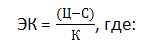 ЭК = (Ц−С)/К, где: